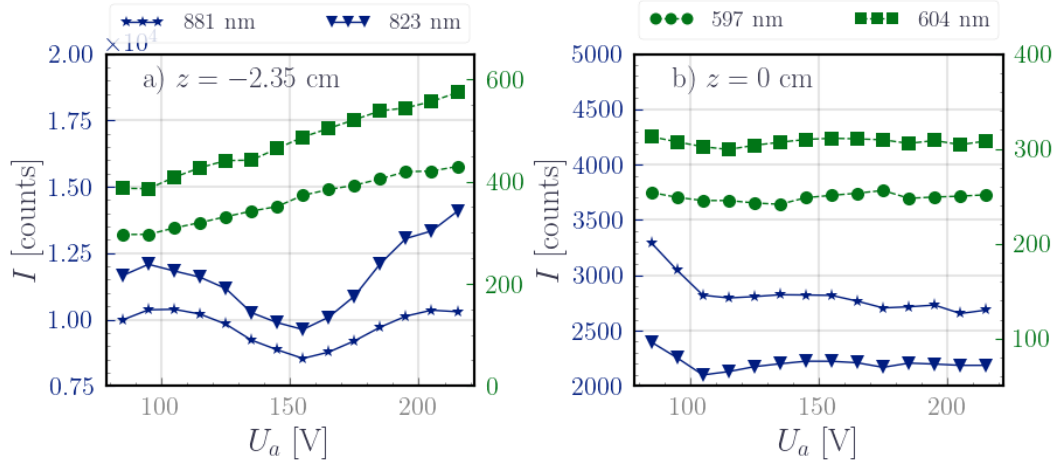 881 nm 823 nm
597 nm 604 nm
×10⁴
a) z = −2.35 cm
2.00
1.75
1.50
1.25
1.00
0.75
I [counts]
600
400
200
0
100 150 200
U_a [V]
b) z = 0 cm
5000
4500
4000
3500
3000
2500
2000
I [counts]
400
300
200
100
100 150 200
U_a [V]